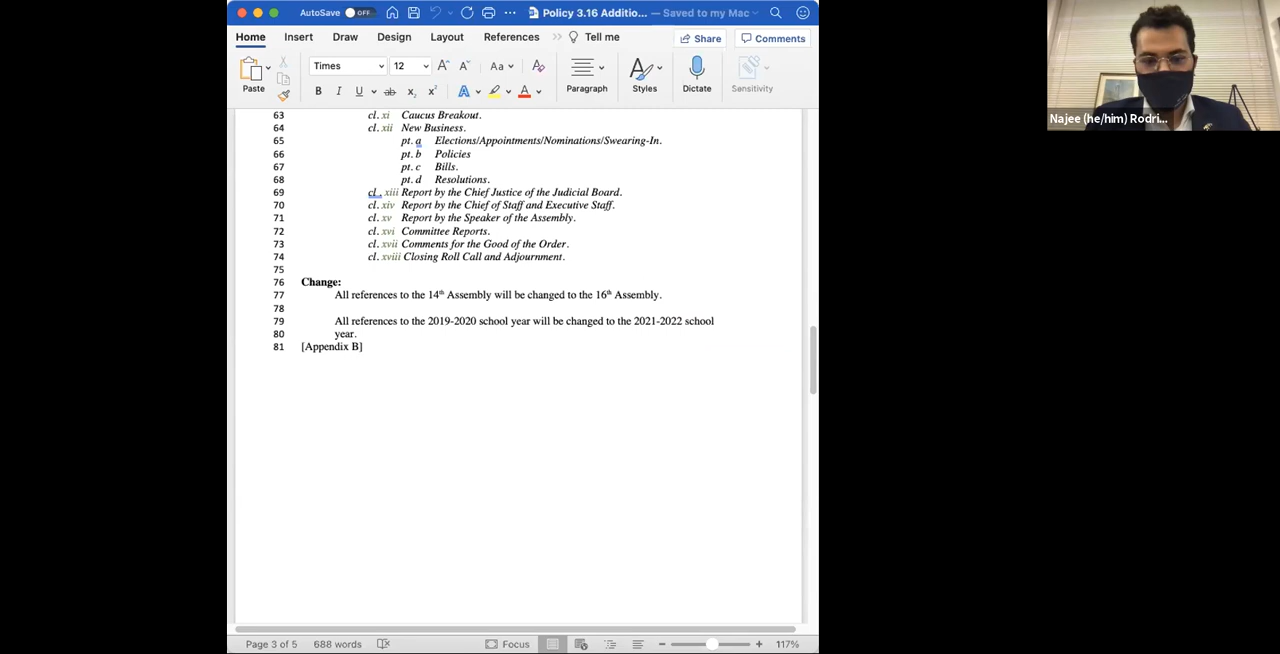 AutoSave OFF Policy 3.16 Additio... — Saved to my Mac
Home Insert Draw Design Layout References Tell me Share Comments
Times 12 Aa
Paste B I U ab x₂ x² A A Paragraph Styles Dictate Sensitivity
63 cl. xi Caucus Breakout.
64 cl. xii New Business.
65 pt. a Elections/Appointments/Nominations/Swearing-In.
66 pt. b Policies
67 pt. c Bills.
68 pt. d Resolutions.
69 cl. xiii Report by the Chief Justice of the Judicial Board.
70 cl. xiv Report by the Chief of Staff and Executive Staff.
71 cl. xv Report by the Speaker of the Assembly.
72 cl. xvi Committee Reports.
73 cl. xvii Comments for the Good of the Order.
74 cl. xviii Closing Roll Call and Adjournment.
75
76 Change:
77 All references to the 14th Assembly will be changed to the 16th Assembly.
78
79 All references to the 2019-2020 school year will be changed to the 2021-2022 school
80 year.
81 [Appendix B]
Page 3 of 5 688 words Focus 117%
Najee (he/him) Rodri...